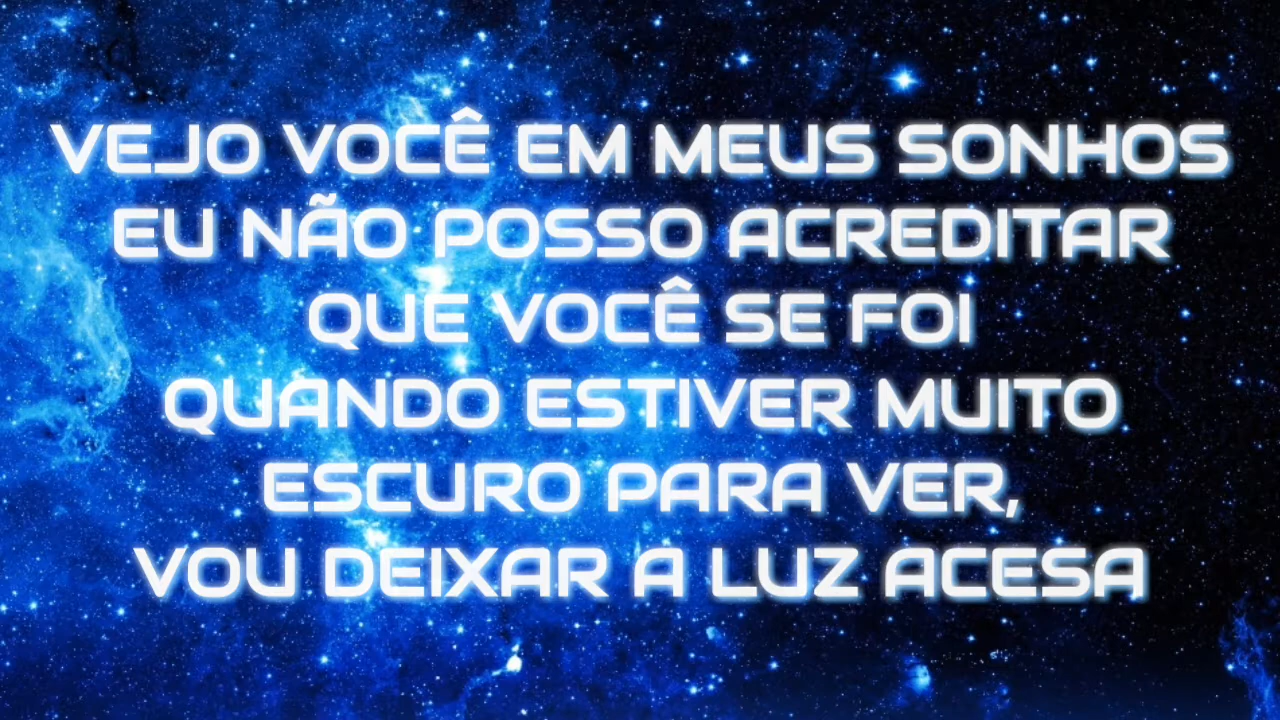 VEJO VOCÊ EM MEUS SONHOS
EU NÃO POSSO ACREDITAR
QUE VOCÊ SE FOI
QUANDO ESTIVER MUITO
ESCURO PARA VER,
VOU DEIXAR A LUZ ACESA